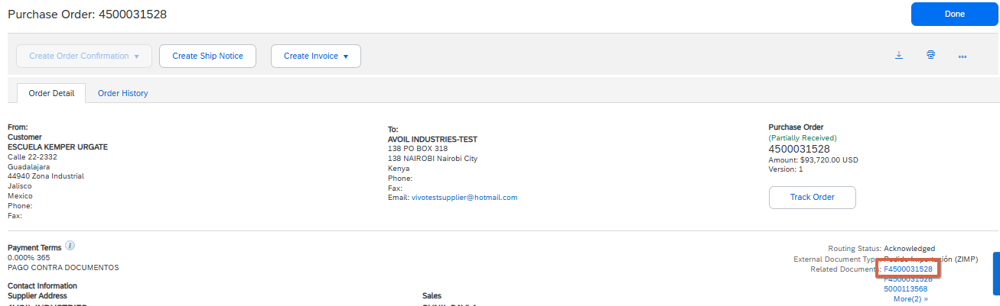 Purchase Order: 4500031528
Done
Create Order Confirmation
Create Ship Notice
Create Invoice
Order Detail
Order History
From:
Customer
ESCUELA KEMPER URGATE
Calle 22-2332
Guadalajara
44940 Zona Industrial
Jalisco
Mexico
Phone:
Fax:
To:
AVOIL INDUSTRIES-TEST
138 PO BOX 318
138 NAIROBI Nairobi City
Kenya
Phone:
Fax:
Email: vivotestsupplier@hotmail.com
Purchase Order
(Partially Received)
4500031528
Amount: $93,720.00 USD
Version: 1
Track Order
Payment Terms
0.000% 365
PAGO CONTRA DOCUMENTOS
Contact Information
Supplier Address
AVOIL INDUSTRIES
Sales
SUNIL
Routing Status: Acknowledged
External Document Type: Pedido Importación (ZIMP)
Related Documents: F4500031528
F4500031528
5000113568
More(2) »